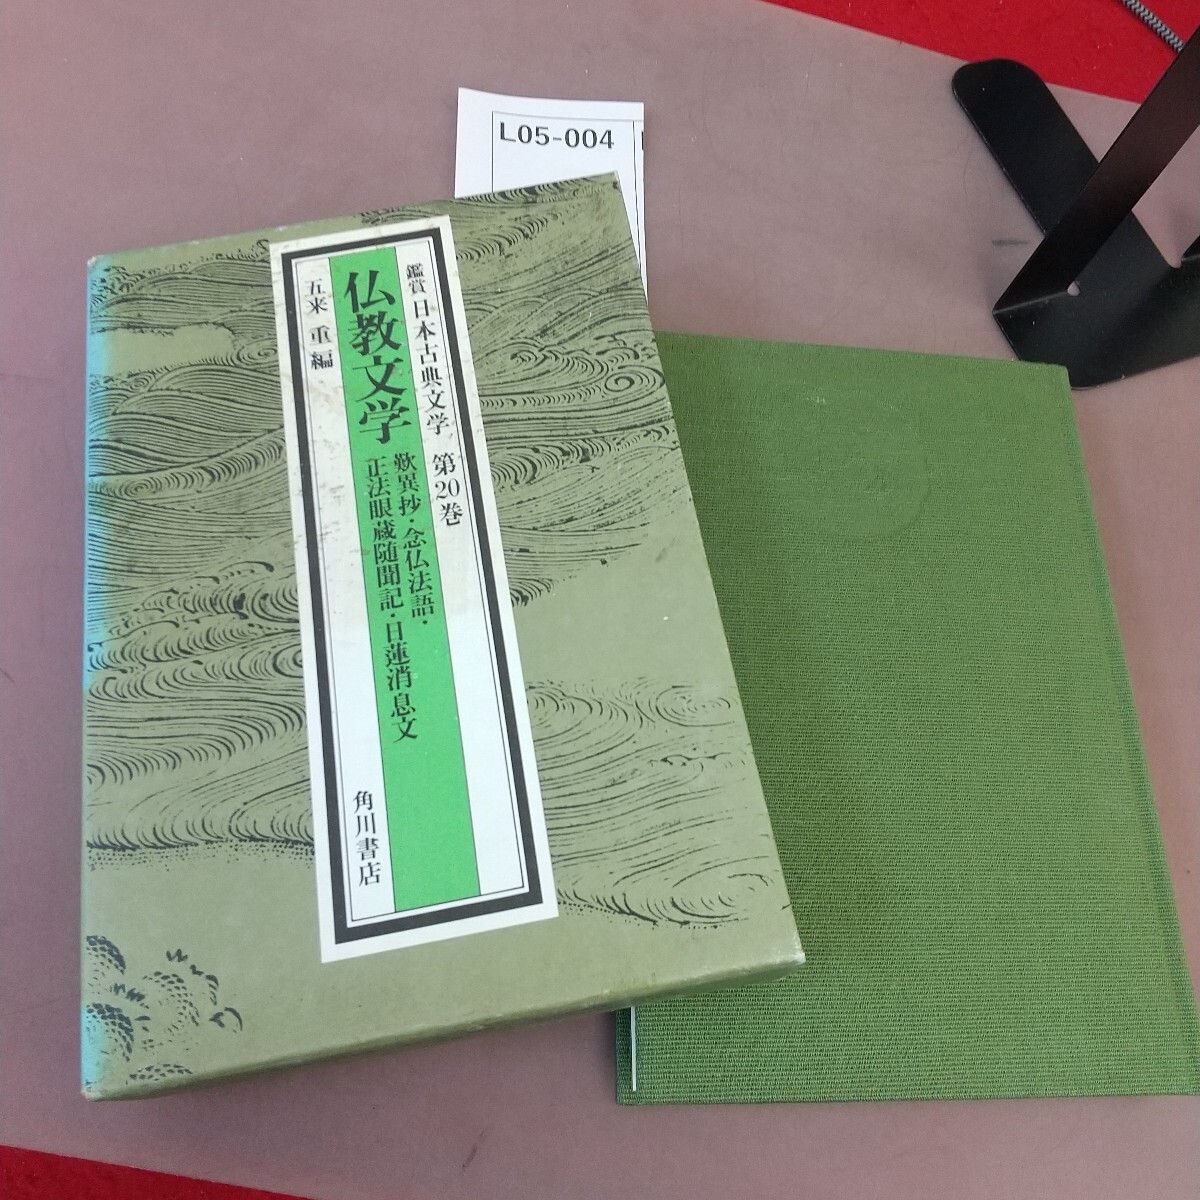 L05-004
鑑賞 日本古典文学 第20巻
仏教文学
歎異抄・念仏法語・
正法眼蔵随聞記・日蓮消息文
五来 重 編
角川書店